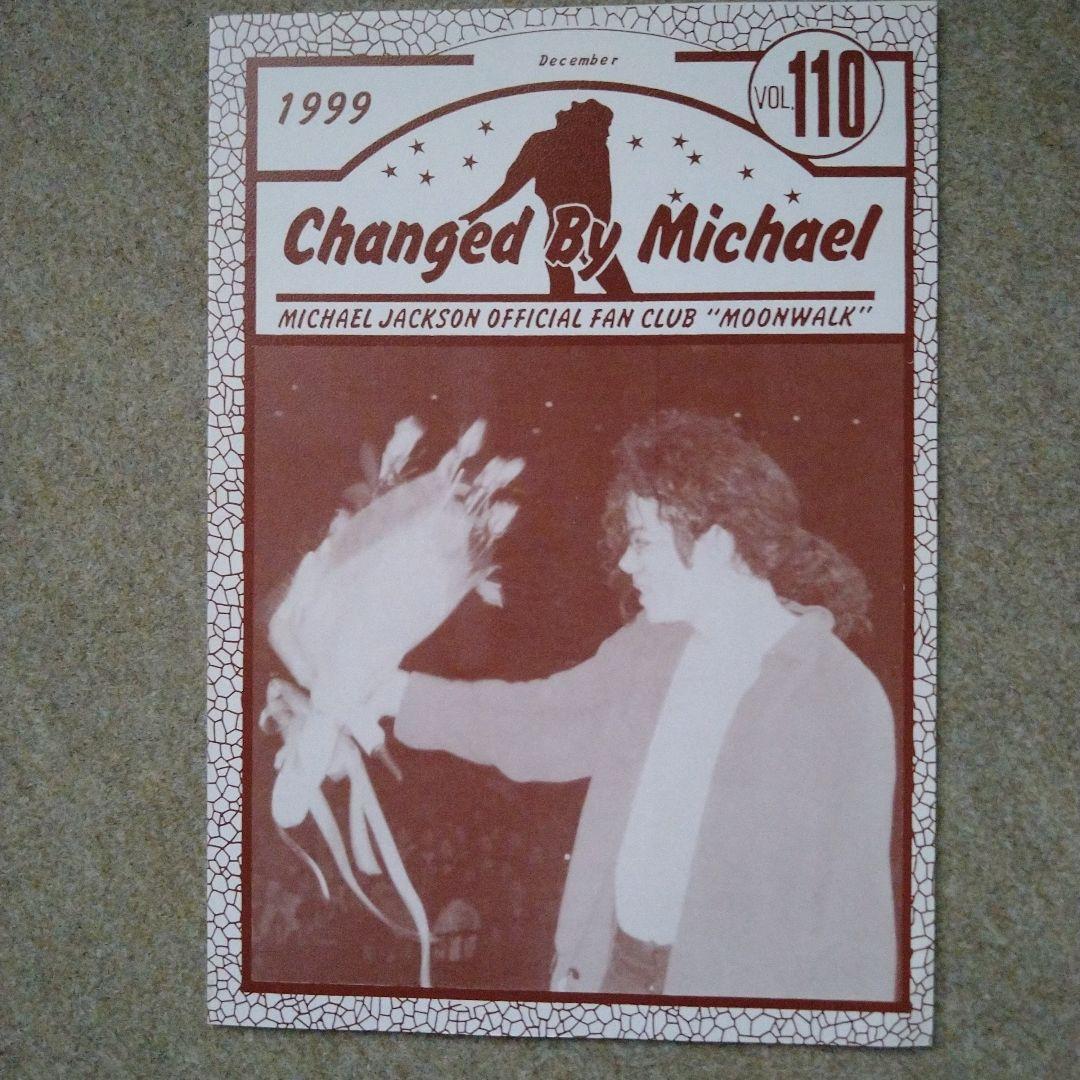 December
1999
VOL.110
Changed By Michael
MICHAEL JACKSON OFFICIAL FAN CLUB "MOONWALK"